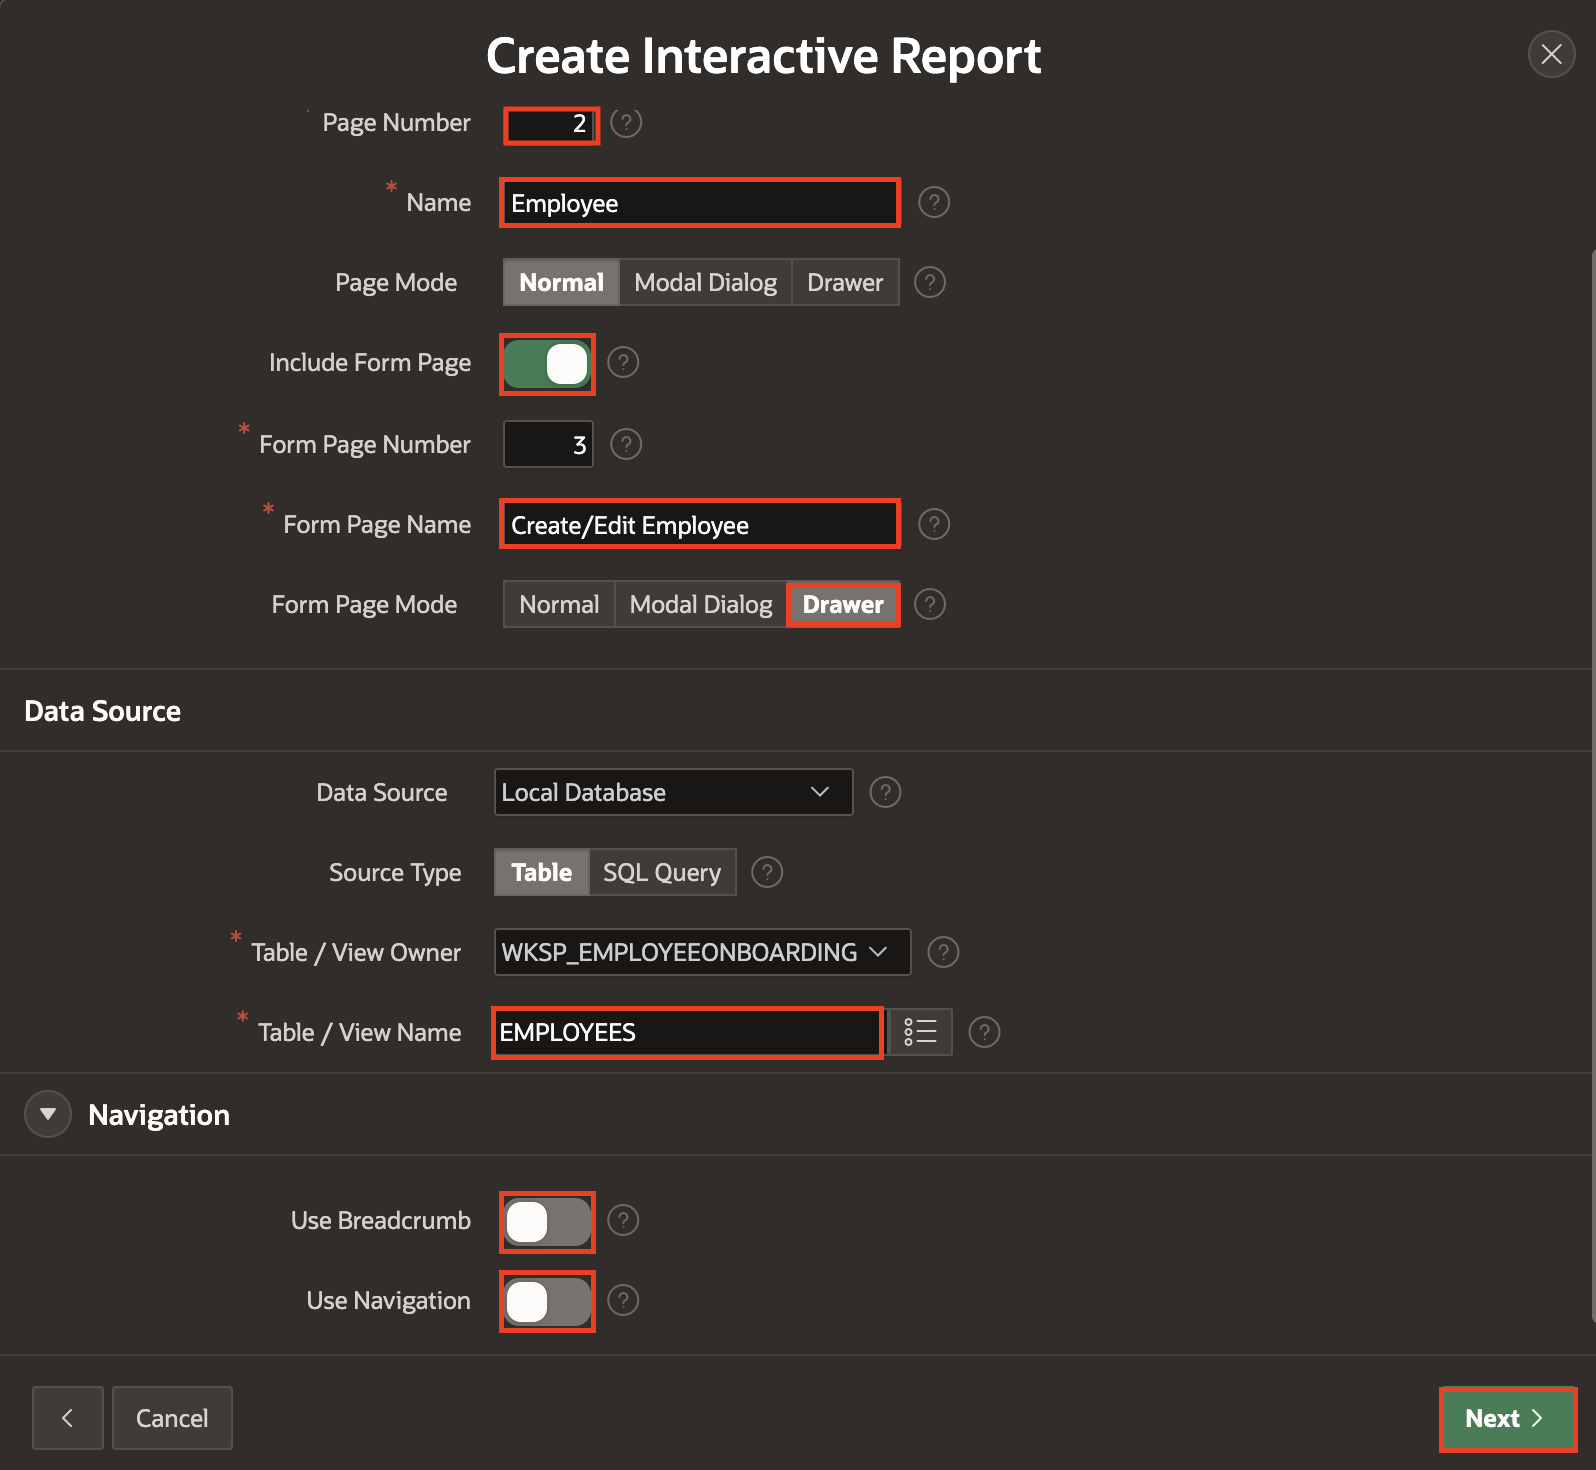 Create Interactive Report
Page Number 2 ?
* Name Employee ?
Page Mode Normal Modal Dialog Drawer ?
Include Form Page ?
* Form Page Number 3 ?
* Form Page Name Create/Edit Employee ?
Form Page Mode Normal Modal Dialog Drawer ?
Data Source
Data Source Local Database ?
Source Type Table SQL Query ?
* Table / View Owner WKSP_EMPLOYEEONBOARDING ?
* Table / View Name EMPLOYEES ?
Navigation
Use Breadcrumb ?
Use Navigation ?
Cancel Next